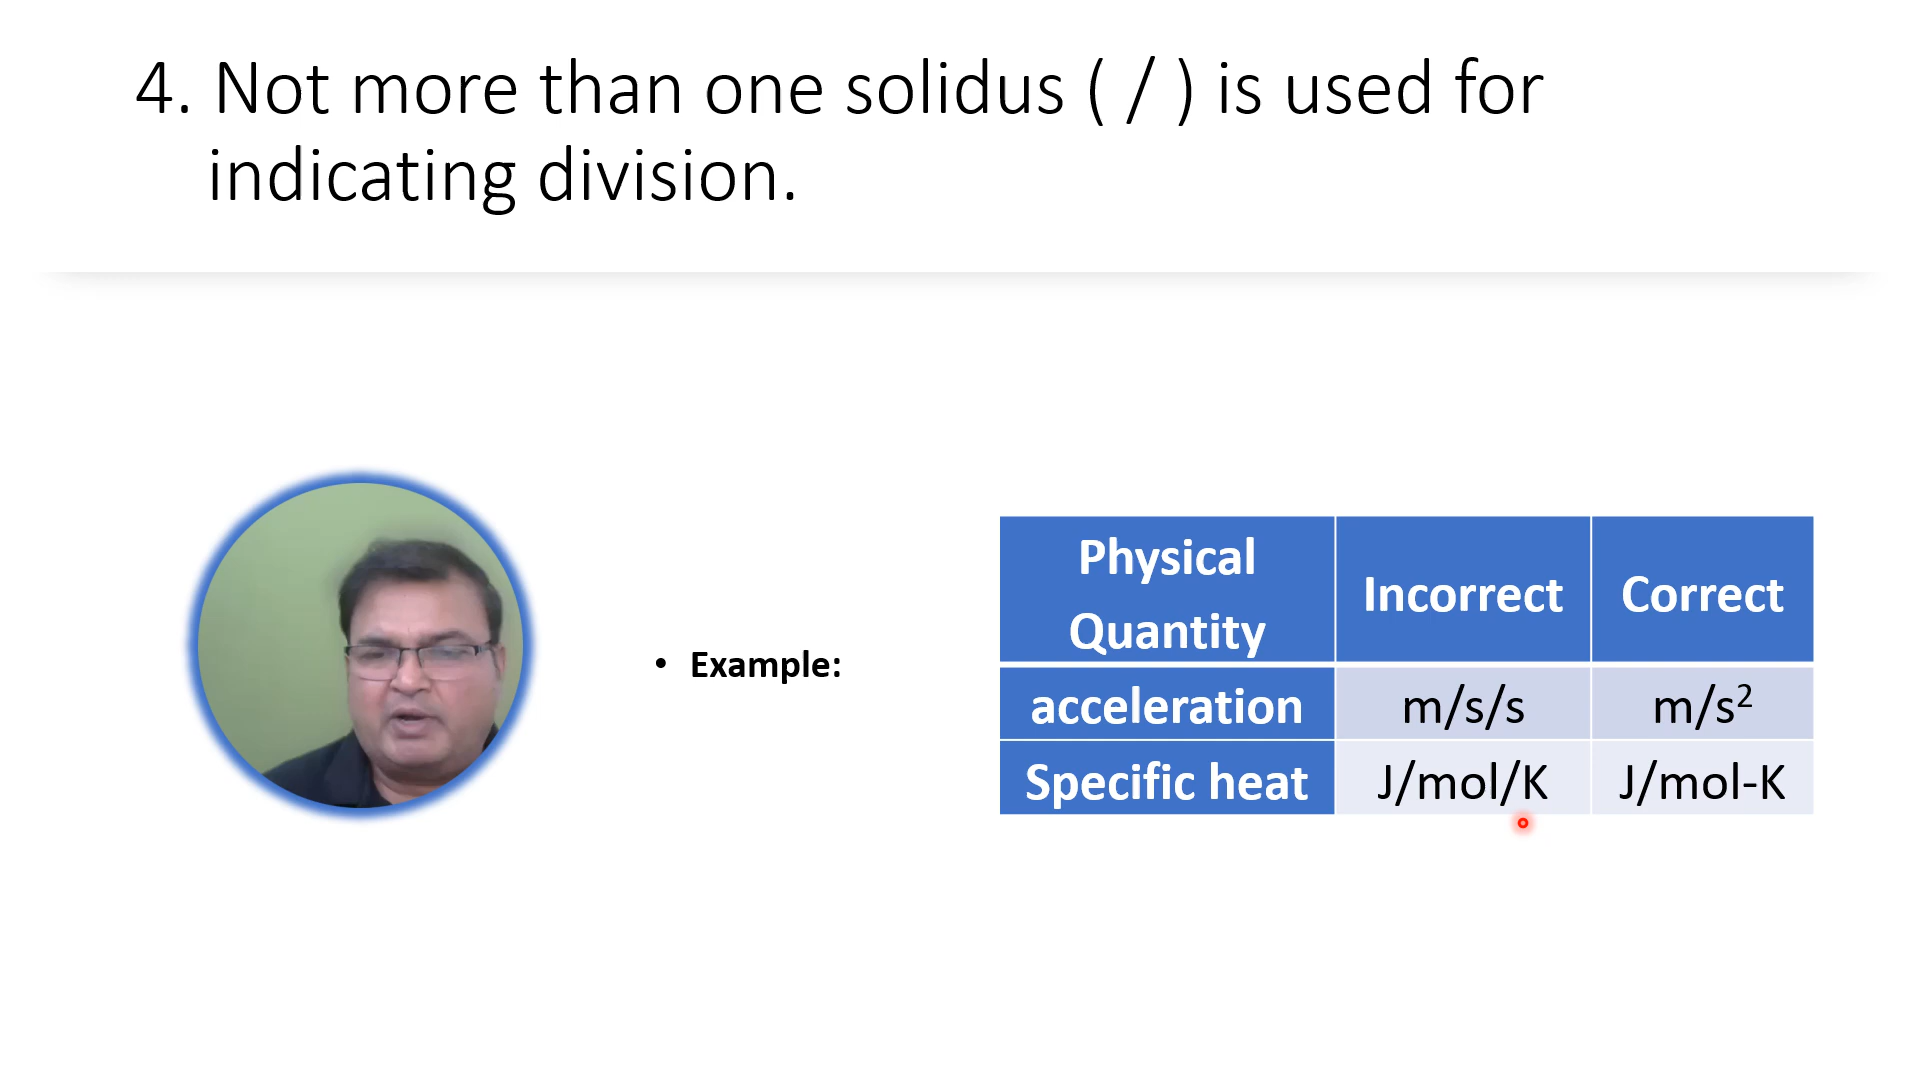 4. Not more than one solidus ( / ) is used for
indicating division.
• Example:
Physical Quantity Incorrect Correct
acceleration m/s/s m/s²
Specific heat J/mol/K J/mol-K